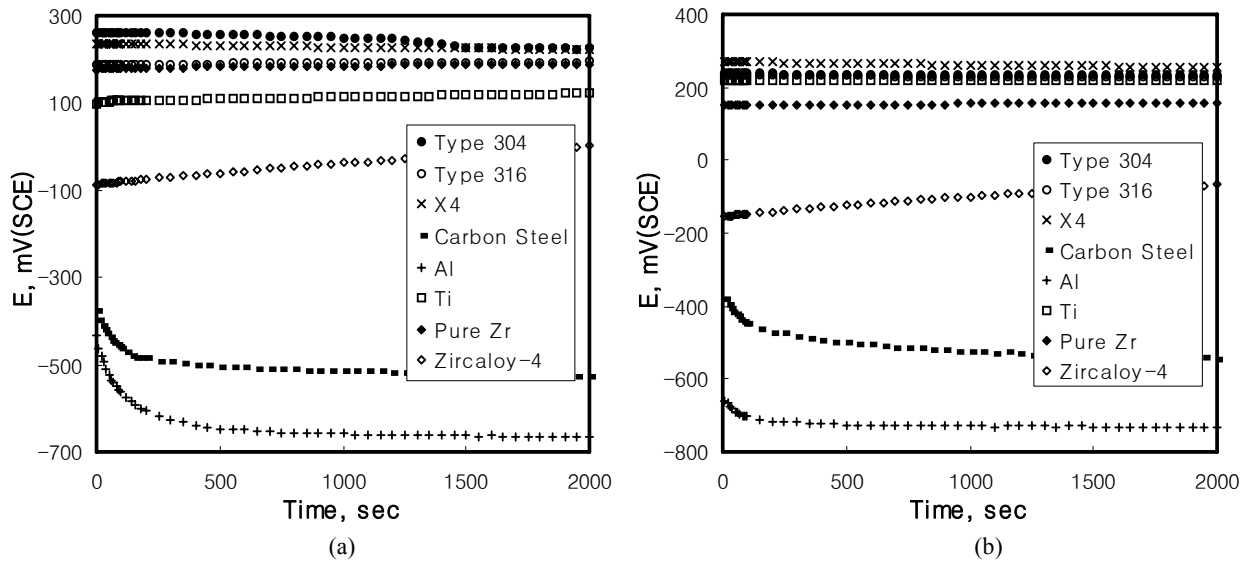 300
100
-100
-300
-500
-700
E, mV(SCE)
0
500
1000
1500
2000
Time, sec
Type 304
Type 316
X4
Carbon Steel
Al
Ti
Pure Zr
Zircaloy-4
(a)
400
200
0
-200
-400
-600
-800
E, mV(SCE)
0
500
1000
1500
2000
Time, sec
Type 304
Type 316
X4
Carbon Steel
Al
Ti
Pure Zr
Zircaloy-4
(b)